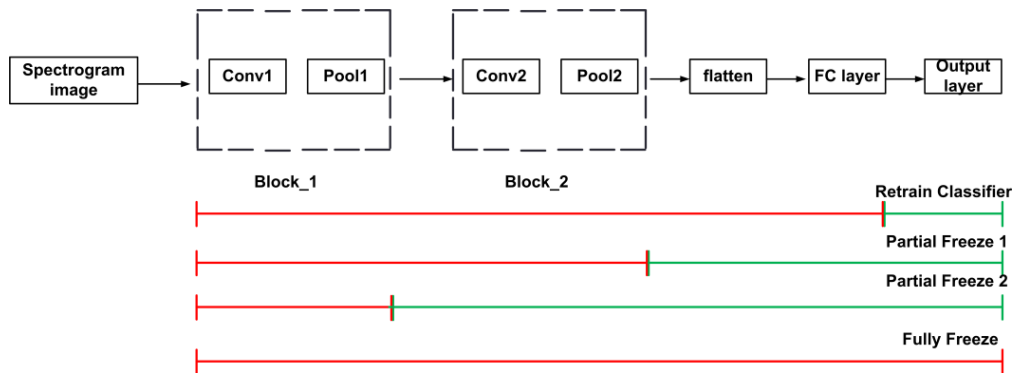 Spectrogram
image
Conv1
Pool1
Conv2
Pool2
flatten
FC layer
Output
layer
Block_1
Block_2
Retrain Classifier
Partial Freeze 1
Partial Freeze 2
Fully Freeze